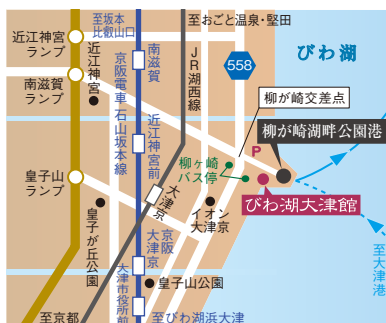 至坂本
比叡山口
至おごと温泉・堅田
近江神宮
ランプ
近江神宮
南滋賀
JR湖西線
558
びわ湖
南滋賀
ランプ
京阪電車 石山坂本線
近江神宮前
柳が崎交差点
P
柳が崎湖畔公園港
柳ヶ崎
バス停
皇子山
ランプ
大津京
びわ湖大津館
皇子が丘公園
イオン
大津京
京阪
大津京
至大津港
皇子山公園
大津市役所前
至京都
至びわ湖浜大津